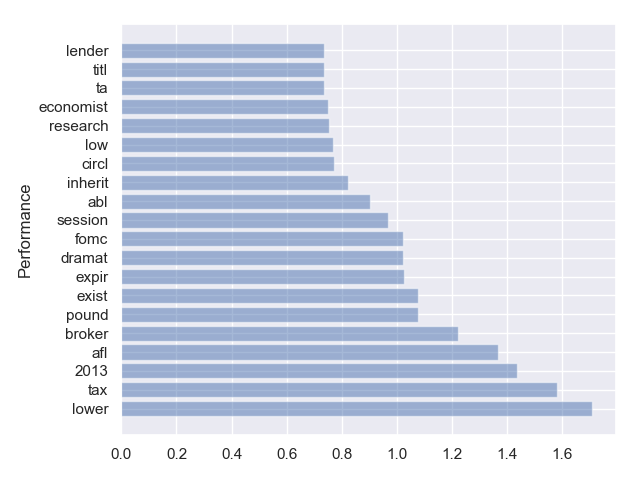 lender
titl
ta
economist
research
low
circl
inherit
abl
session
fomc
dramat
expir
exist
pound
broker
afl
2013
tax
lower
Performance
0.0 0.2 0.4 0.6 0.8 1.0 1.2 1.4 1.6